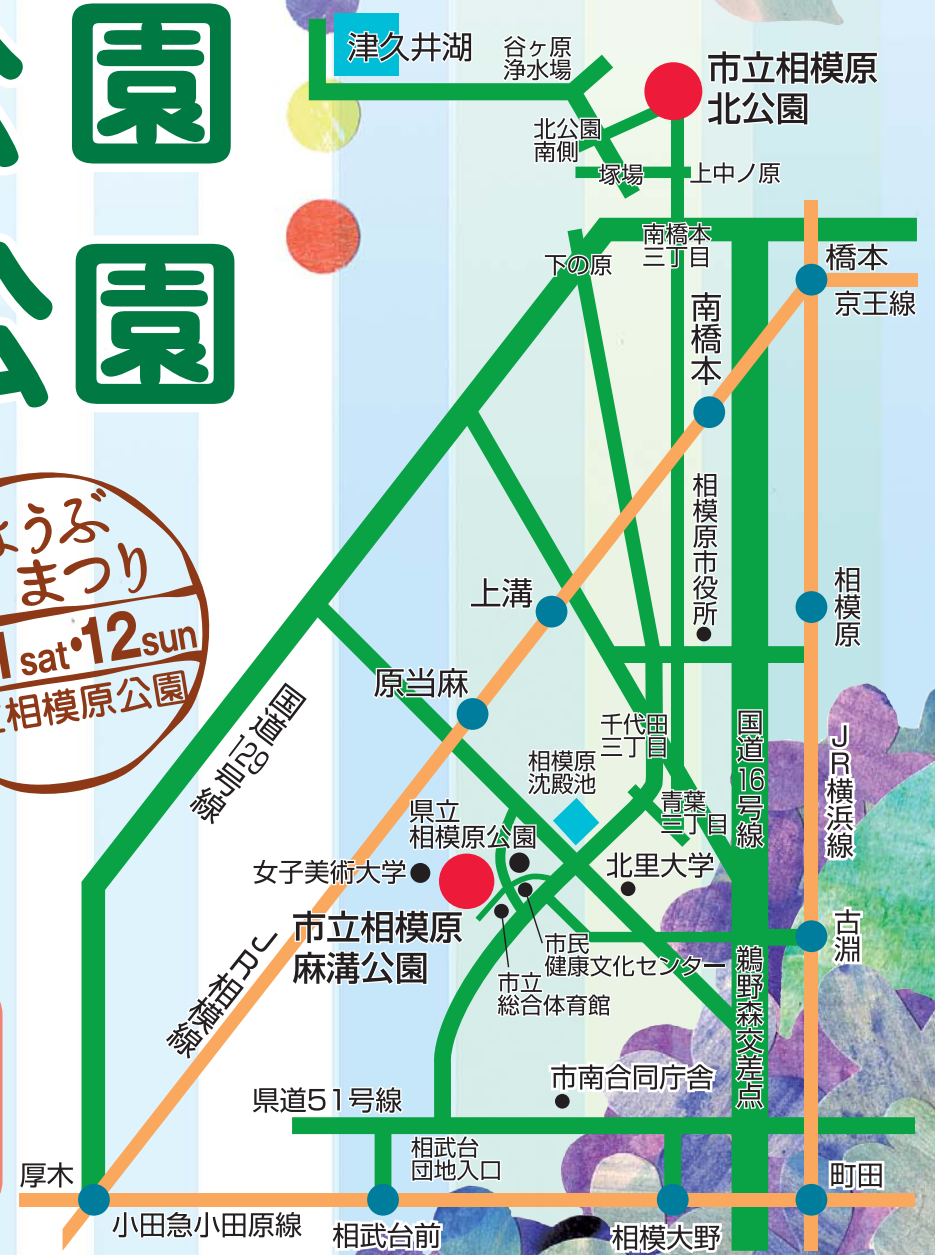 公園
公園
津久井湖
谷ヶ原
浄水場
市立相模原
北公園
北公園
南側
塚場
上中ノ原
南橋本
三丁目
下の原
橋本
京王線
南橋本
相模原市役所
相模原
上溝
原当麻
ょうぶ
まつり
sat・12sun
相模原公園
国道129号線
千代田
三丁目
国道16号線
JR横浜線
相模原
沈殿池
青葉
三丁目
県立
相模原公園
女子美術大学
北里大学
市立相模原
麻溝公園
古淵
市民
健康文化センター
市立
総合体育館
鵜野森交差点
JR相模線
市南合同庁舎
県道51号線
相武台
団地入口
厚木
町田
小田急小田原線
相武台前
相模大野